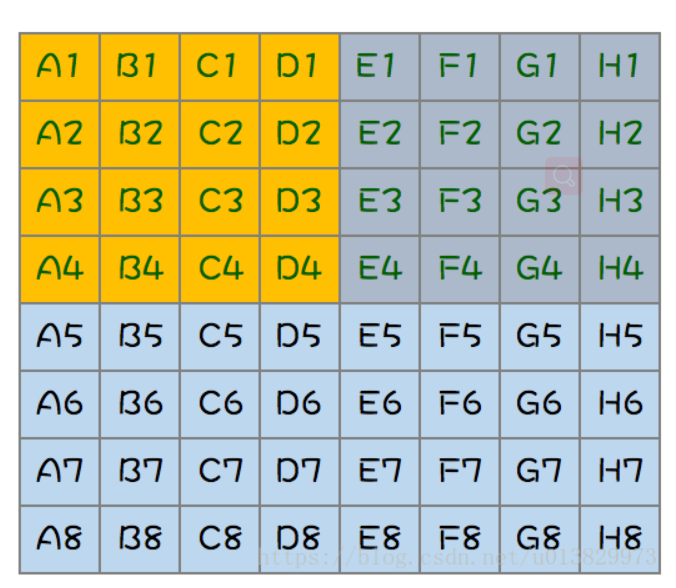 A1 B1 C1 D1 E1 F1 G1 H1
A2 B2 C2 D2 E2 F2 G2 H2
A3 B3 C3 D3 E3 F3 G3 H3
A4 B4 C4 D4 E4 F4 G4 H4
A5 B5 C5 D5 E5 F5 G5 H5
A6 B6 C6 D6 E6 F6 G6 H6
A7 B7 C7 D7 E7 F7 G7 H7
A8 B8 C8 D8 E8 F8 G8 H8
https://blog.csdn.net/u013829973